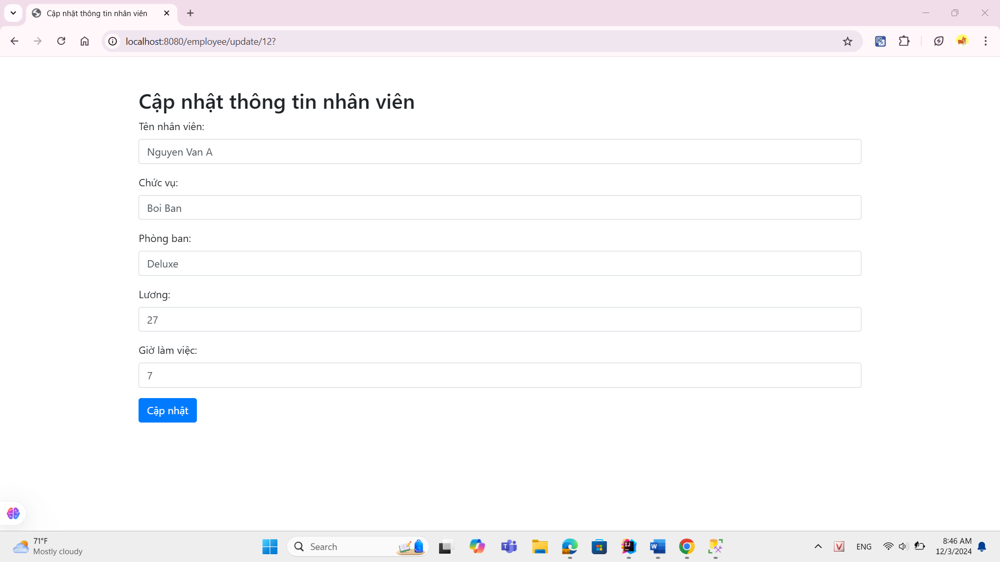 Cập nhật thông tin nhân viên
localhost:8080/employee/update/12?
Cập nhật thông tin nhân viên
Tên nhân viên:
Nguyen Van A
Chức vụ:
Boi Ban
Phòng ban:
Deluxe
Lương:
27
Giờ làm việc:
7
Cập nhật
71°F
Mostly cloudy
Search
ENG
8:46 AM
12/3/2024